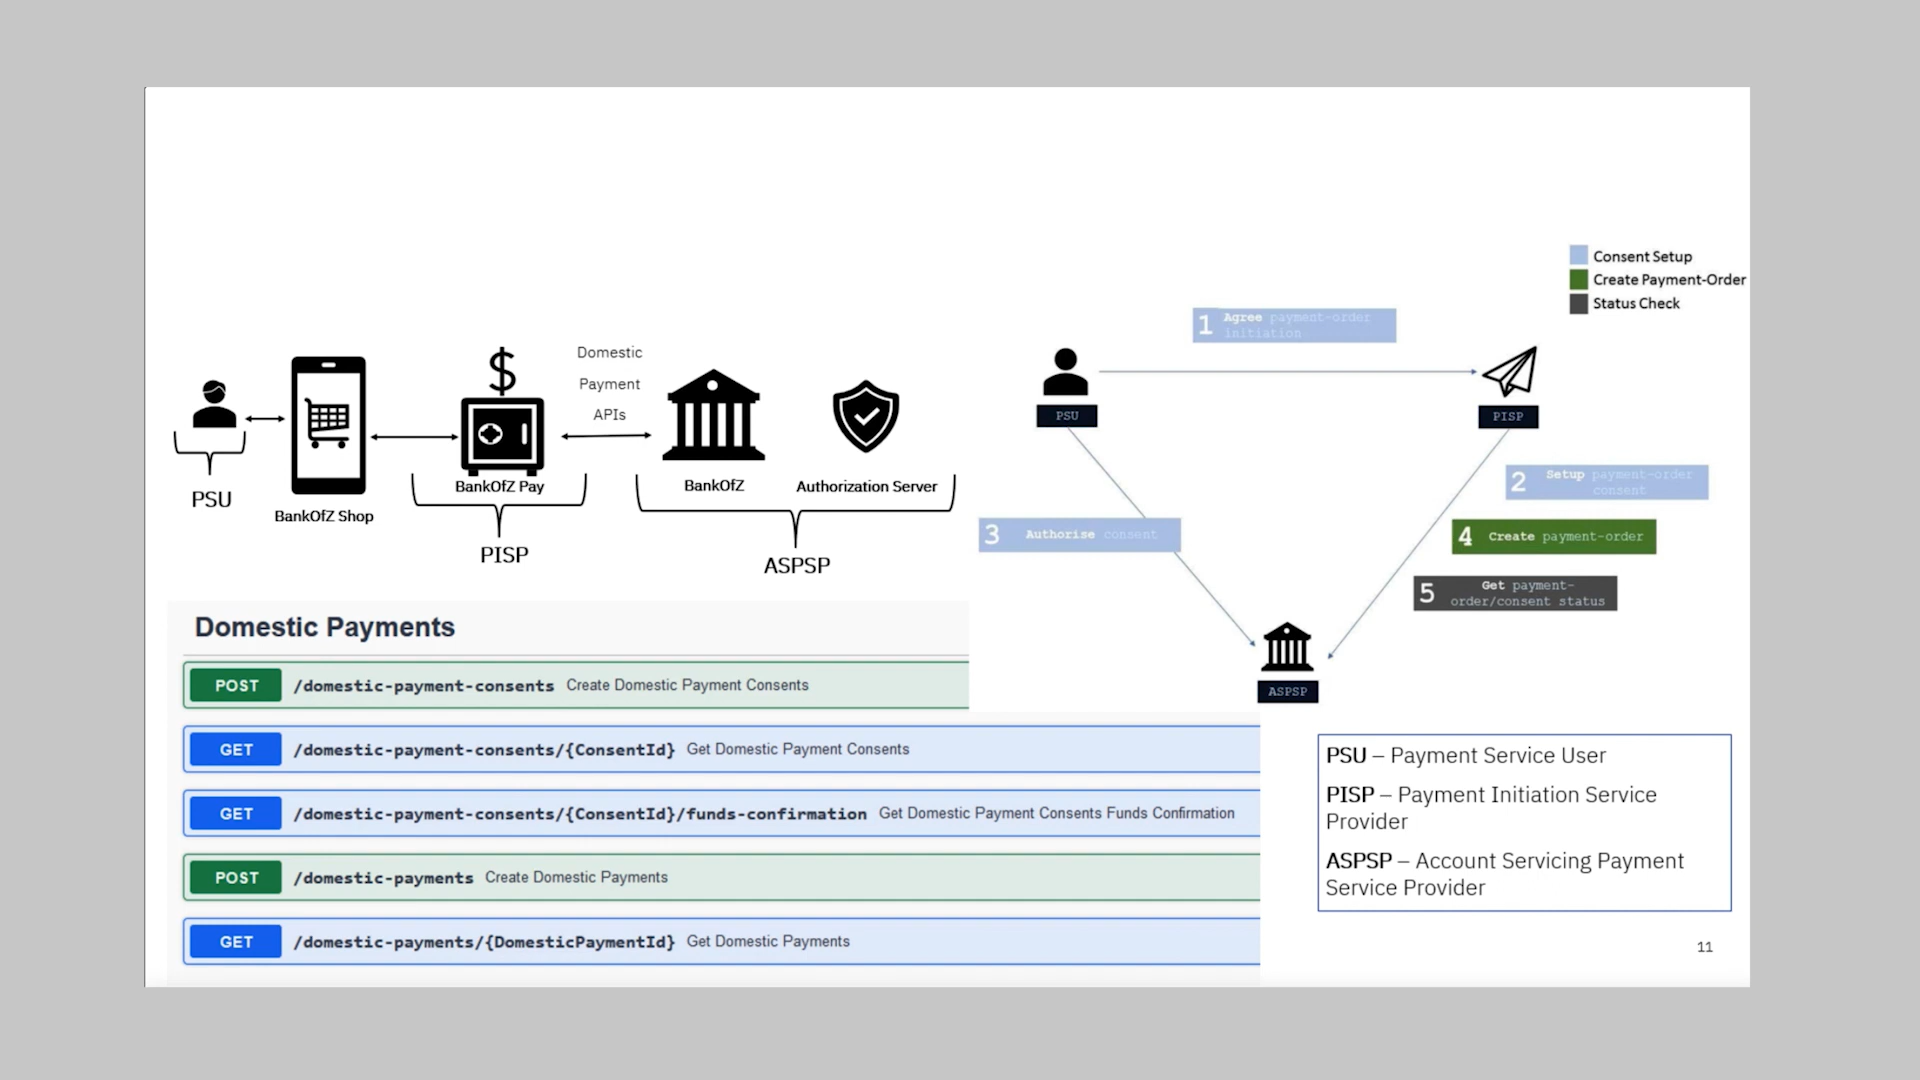 Domestic
Payment
APIs
$
PSU
BankOfZ Shop
BankOfZ Pay
PISP
BankOfZ
Authorization Server
ASPSP
Consent Setup
Create Payment-Order
Status Check
1 Agree payment-order
initiation
PSU
PISP
2 Setup payment-order
consent
3 Authorise consent
4 Create payment-order
5 Get payment-
order/consent status
ASPSP
Domestic Payments
POST /domestic-payment-consents Create Domestic Payment Consents
GET /domestic-payment-consents/{ConsentId} Get Domestic Payment Consents
GET /domestic-payment-consents/{ConsentId}/funds-confirmation Get Domestic Payment Consents Funds Confirmation
POST /domestic-payments Create Domestic Payments
GET /domestic-payments/{DomesticPaymentId} Get Domestic Payments
PSU – Payment Service User
PISP – Payment Initiation Service
Provider
ASPSP – Account Servicing Payment
Service Provider
11